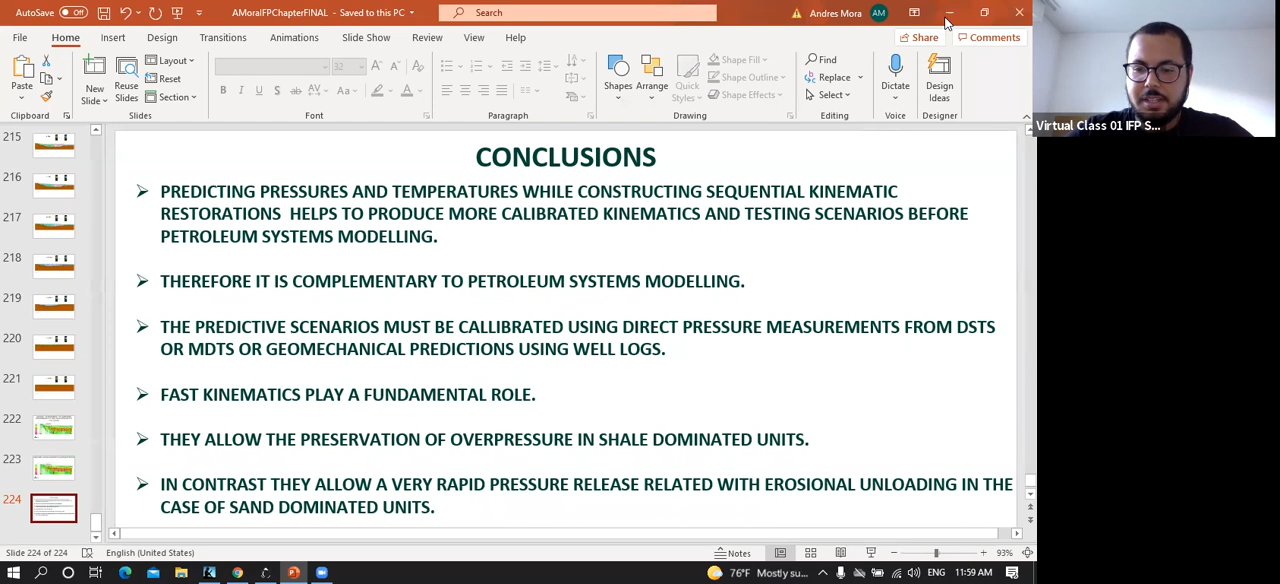 AutoSave Off AMoraIFPChapterFINAL - Saved to this PC Search Andres Mora AM
File Home Insert Design Transitions Animations Slide Show Review View Help Share Comments
Paste
New Slide
Reuse Slides
Layout
Reset
Section
32
B I U S ab AV Aa A
Shapes
Arrange
Quick Styles
Shape Fill
Shape Outline
Shape Effects
Find
Replace
Select
Dictate
Design Ideas
Clipboard Slides Font Paragraph Drawing Editing Voice Designer
Virtual Class 01 IFP S...
215
216
217
218
219
220
221
222
223
224
CONCLUSIONS
➢ PREDICTING PRESSURES AND TEMPERATURES WHILE CONSTRUCTING SEQUENTIAL KINEMATIC
RESTORATIONS HELPS TO PRODUCE MORE CALIBRATED KINEMATICS AND TESTING SCENARIOS BEFORE
PETROLEUM SYSTEMS MODELLING.
➢ THEREFORE IT IS COMPLEMENTARY TO PETROLEUM SYSTEMS MODELLING.
➢ THE PREDICTIVE SCENARIOS MUST BE CALLIBRATED USING DIRECT PRESSURE MEASUREMENTS FROM DSTS
OR MDTS OR GEOMECHANICAL PREDICTIONS USING WELL LOGS.
➢ FAST KINEMATICS PLAY A FUNDAMENTAL ROLE.
➢ THEY ALLOW THE PRESERVATION OF OVERPRESSURE IN SHALE DOMINATED UNITS.
➢ IN CONTRAST THEY ALLOW A VERY RAPID PRESSURE RELEASE RELATED WITH EROSIONAL UNLOADING IN THE
CASE OF SAND DOMINATED UNITS.
Slide 224 of 224 English (United States) Notes 93%
76°F Mostly su... ENG 11:59 AM